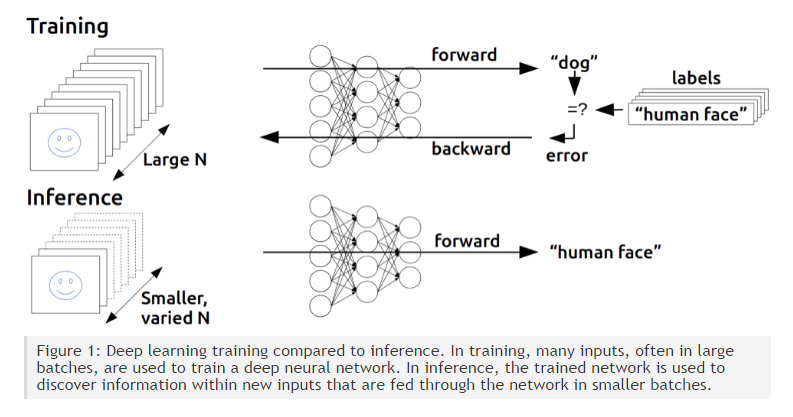 Training
forward
"dog"
labels
=?
"human face"
Large N
backward
error
Inference
forward
"human face"
Smaller,
varied N
Figure 1: Deep learning training compared to inference. In training, many inputs, often in large
batches, are used to train a deep neural network. In inference, the trained network is used to
discover information within new inputs that are fed through the network in smaller batches.